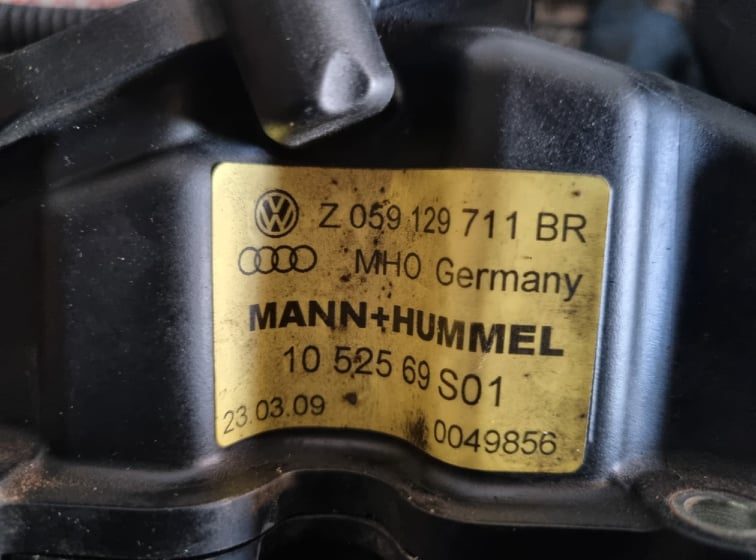 Z 059 129 711 BR
MHO Germany
MANN+HUMMEL
10 525 69 S01
23.03.09
0049856